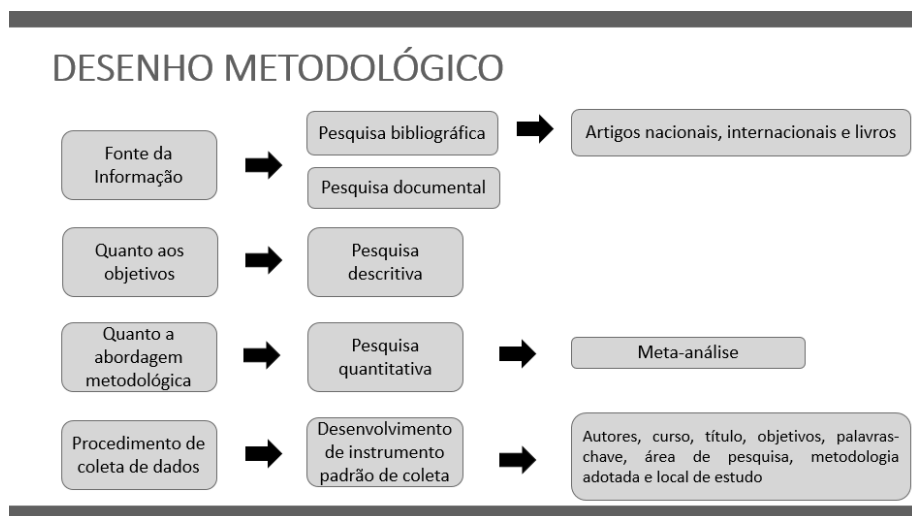 DESENHO METODOLÓGICO
Fonte da
Informação
Pesquisa bibliográfica
Artigos nacionais, internacionais e livros
Pesquisa documental
Quanto aos
objetivos
Pesquisa
descritiva
Quanto a
abordagem
metodológica
Pesquisa
quantitativa
Meta-análise
Procedimento de
coleta de dados
Desenvolvimento
de instrumento
padrão de coleta
Autores, curso, título, objetivos, palavras-
chave, área de pesquisa, metodologia
adotada e local de estudo